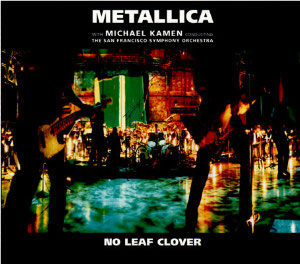 METALLICA
WITH MICHAEL KAMEN CONDUCTING
THE SAN FRANCISCO SYMPHONY ORCHESTRA
NO LEAF CLOVER